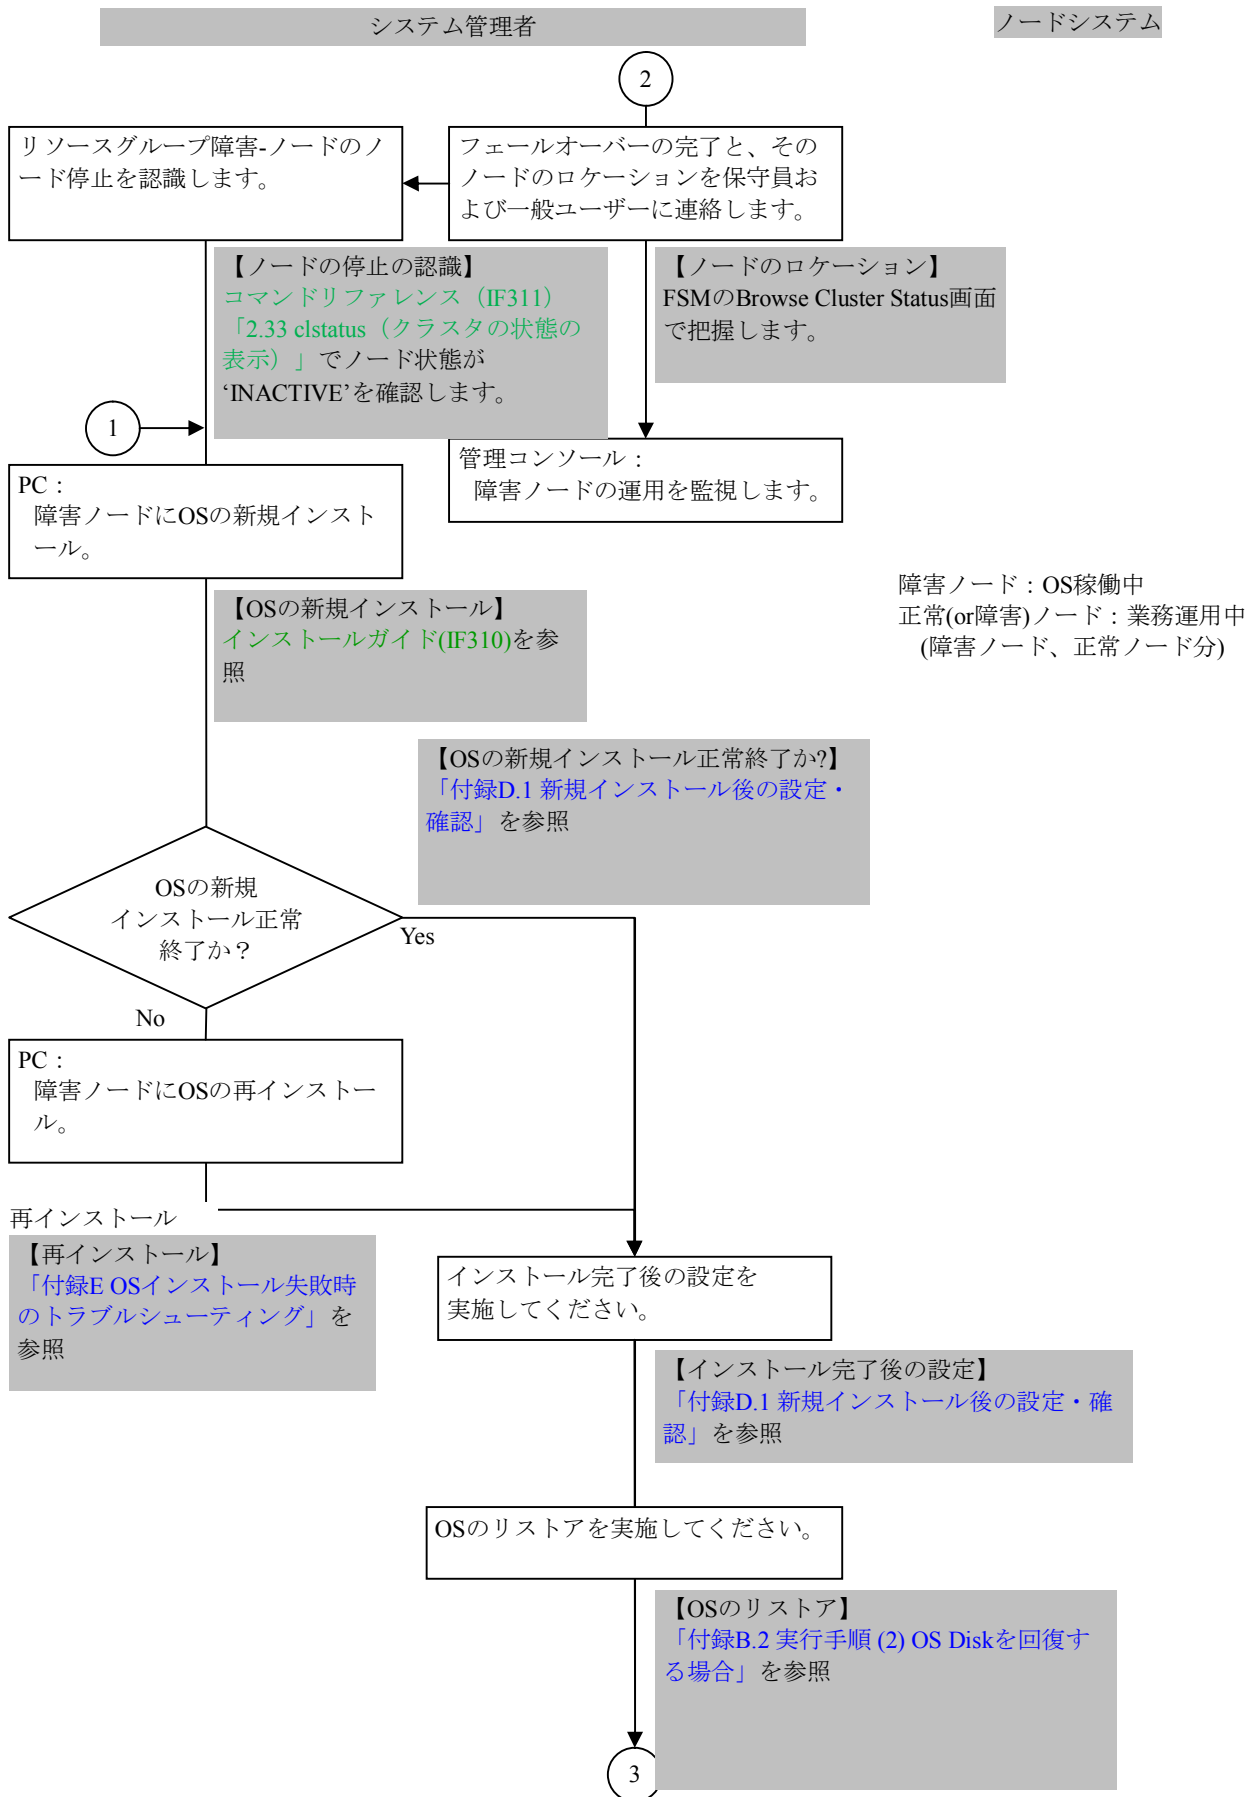 システム管理者
ノードシステム
2
リソースグループ障害-ノードのノ
ード停止を認識します。
フェールオーバーの完了と、その
ノードのロケーションを保守員お
よび一般ユーザーに連絡します。
【ノードの停止の認識】
コマンドリファレンス（IF311）
「2.33 clstatus（クラスタの状態の
表示）」でノード状態が
‘INACTIVE’を確認します。
【ノードのロケーション】
FSMのBrowse Cluster Status画面
で把握します。
1
管理コンソール：
障害ノードの運用を監視します。
PC：
障害ノードにOSの新規インスト
ール。
障害ノード：OS稼働中
正常(or障害)ノード：業務運用中
(障害ノード、正常ノード分)
【OSの新規インストール】
インストールガイド(IF310)を参
照
【OSの新規インストール正常終了か?】
「付録D.1 新規インストール後の設定・
確認」を参照
OSの新規
インストール正常
終了か？
Yes
No
PC：
障害ノードにOSの再インストー
ル。
再インストール
【再インストール】
「付録E OSインストール失敗時
のトラブルシューティング」を
参照
インストール完了後の設定を
実施してください。
【インストール完了後の設定】
「付録D.1 新規インストール後の設定・確
認」を参照
OSのリストアを実施してください。
【OSのリストア】
「付録B.2 実行手順 (2) OS Diskを回復す
る場合」を参照
3